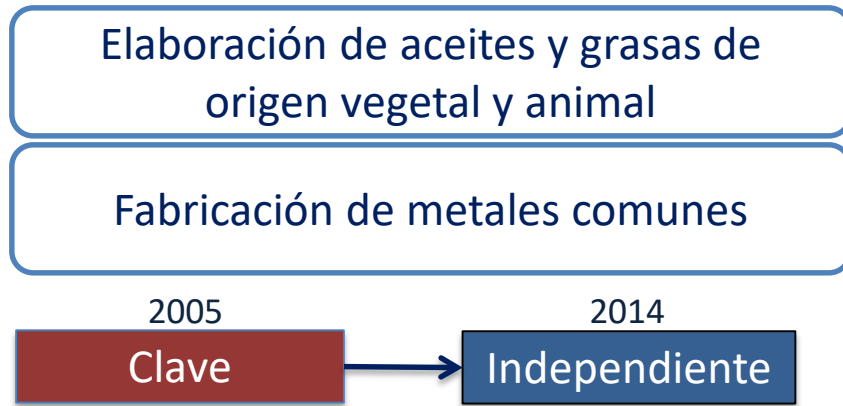 Elaboración de aceites y grasas de
origen vegetal y animal
Fabricación de metales comunes
2005 2014
Clave Independiente